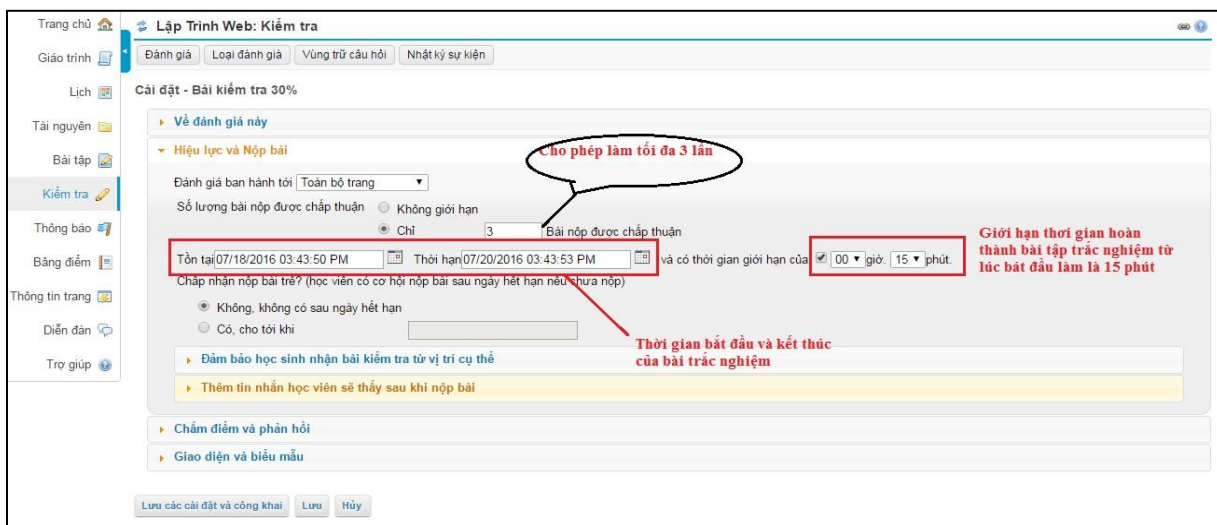 Trang chủ
Giáo trình
Lịch
Tài nguyên
Bài tập
Kiểm tra
Thông báo
Bảng điểm
Thông tin trang
Diễn đàn
Trợ giúp
Lập Trình Web: Kiểm tra
Đánh giá Loại đánh giá Vùng trữ câu hỏi Nhật ký sự kiện
Cài đặt - Bài kiểm tra 30%
Về đánh giá này
Hiệu lực và Nộp bài
Cho phép làm tối đa 3 lần
Đánh giá ban hành tới Toàn bộ trang
Số lượng bài nộp được chấp thuận Không giới hạn
Chỉ 3 Bài nộp được chấp thuận
Tồn tại 07/18/2016 03:43:50 PM Thời hạn 07/20/2016 03:43:53 PM và có thời gian giới hạn của 00 giờ. 15 phút.
Giới hạn thơi gian hoàn
thành bài tập trắc nghiệm từ
lúc bát đầu làm là 15 phút
Chấp nhận nộp bài trễ? (học viên có cơ hội nộp bài sau ngày hết hạn nếu chưa nộp)
Không, không có sau ngày hết hạn
Có, cho tới khi
Thời gian bắt đầu và kết thúc
của bài trắc nghiệm
Đảm bảo học sinh nhận bài kiểm tra từ vị trí cụ thể
Thêm tin nhắn học viên sẽ thấy sau khi nộp bài
Chấm điểm và phản hồi
Giao diện và biểu mẫu
Lưu các cài đặt và công khai Lưu Hủy